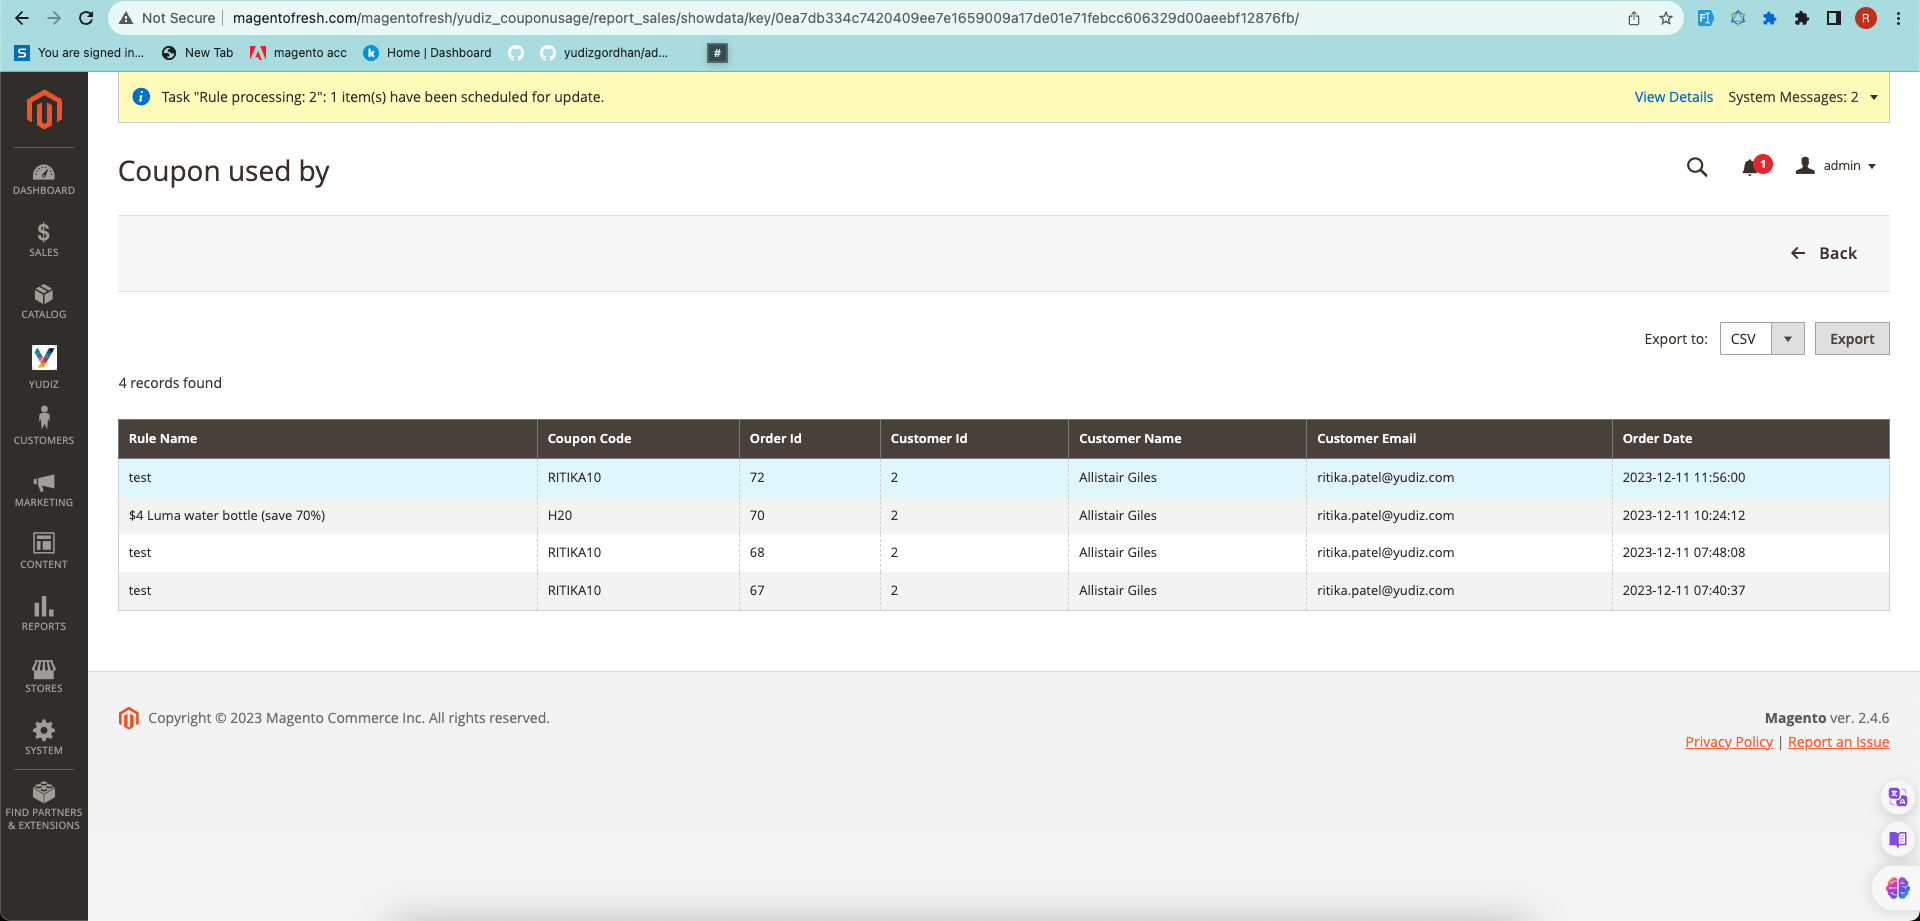 Not Secure | magentofresh.com/magentofresh/yudiz_couponusage/report_sales/showdata/key/0ea7db334c7420409ee7e1659009a17de01e71febcc606329d00aeebf12876fb/
R
S You are signed in... New Tab magento acc k Home | Dashboard yudizgordhan/ad... #
Task "Rule processing: 2": 1 item(s) have been scheduled for update. View Details System Messages: 2
Coupon used by 1 admin
Back
Export to: CSV Export
4 records found
Rule Name Coupon Code Order Id Customer Id Customer Name Customer Email Order Date
test RITIKA10 72 2 Allistair Giles ritika.patel@yudiz.com 2023-12-11 11:56:00
$4 Luma water bottle (save 70%) H20 70 2 Allistair Giles ritika.patel@yudiz.com 2023-12-11 10:24:12
test RITIKA10 68 2 Allistair Giles ritika.patel@yudiz.com 2023-12-11 07:48:08
test RITIKA10 67 2 Allistair Giles ritika.patel@yudiz.com 2023-12-11 07:40:37
DASHBOARD
SALES
CATALOG
YUDIZ
CUSTOMERS
MARKETING
CONTENT
REPORTS
STORES
SYSTEM
FIND PARTNERS
& EXTENSIONS
Copyright © 2023 Magento Commerce Inc. All rights reserved. Magento ver. 2.4.6
Privacy Policy | Report an Issue